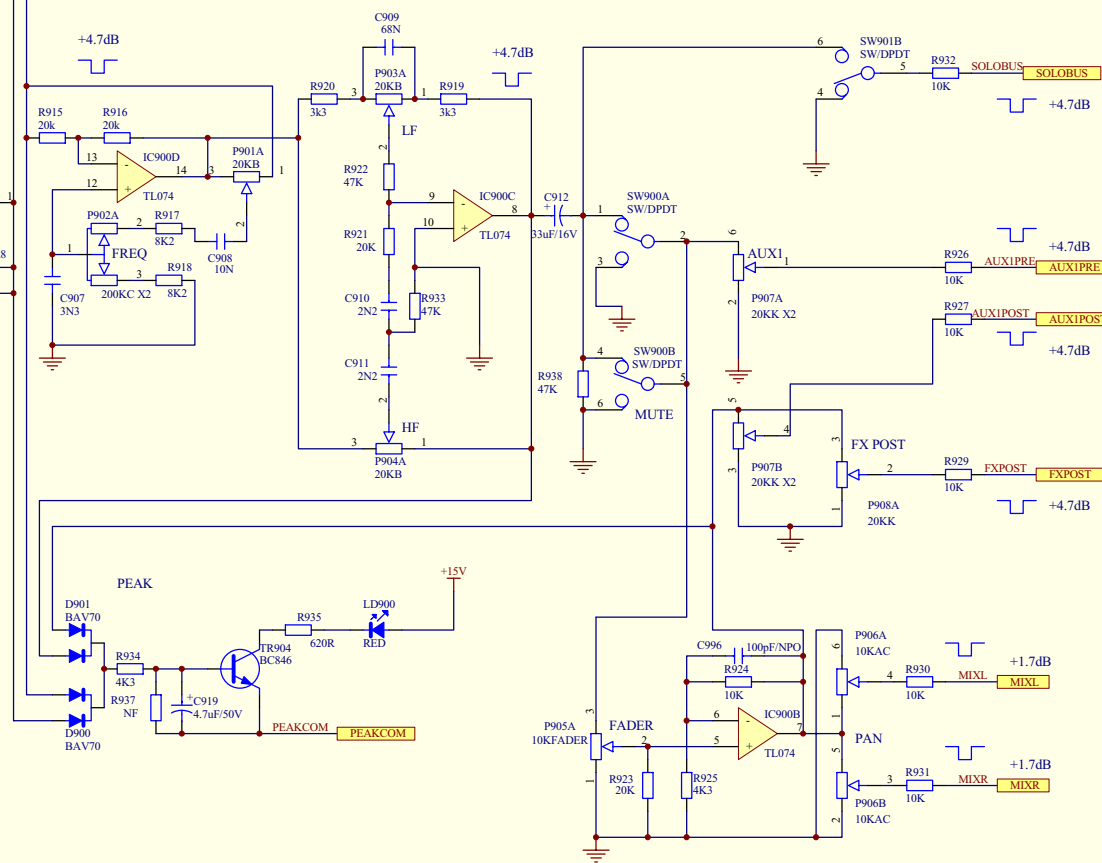 +4.7dB
R915
20k
R916
20k
13
12
IC900D
14
TL074
3
P901A
20KB
1
2
P902A
2
R917
8K2
C908
10N
1
FREQ
3
R918
8K2
200KC X2
C907
3N3
1
8
C909
68N
R920
3k3
3
P903A
20KB
1
R919
3k3
+4.7dB
LF
2
R922
47K
9
10
IC900C
8
TL074
R921
20K
C910
2N2
R933
47K
C911
2N2
2
HF
3
1
P904A
20KB
C912
+
33uF/16V
1
SW900A
SW/DPDT
2
3
4
SW900B
SW/DPDT
5
6
MUTE
R938
47K
6
SW901B
SW/DPDT
5
4
R932
10K
SOLOBUS
SOLOBUS
+4.7dB
6
AUX1
1
2
P907A
20KK X2
R926
10K
AUX1PRE
AUX1PRE
+4.7dB
R927
10K
AUX1POST
AUX1POS
+4.7dB
5
4
3
P907B
20KK X2
3
FX POST
2
1
P908A
20KK
R929
10K
FXPOST
FXPOST
+4.7dB
PEAK
D901
BAV70
D900
BAV70
R934
4K3
R937
NF
+
C919
4.7uF/50V
TR904
BC846
R935
620R
LD900
RED
+15V
PEAKCOM
PEAKCOM
3
P905A
10KFADER
FADER
2
1
R923
20K
R925
4K3
C996
100pF/NPO
R924
10K
6
5
IC900B
7
TL074
P906A
10KAC
6
4
1
R930
10K
MIXL
MIXL
+1.7dB
PAN
5
3
2
P906B
10KAC
R931
10K
MIXR
MIXR
+1.7dB